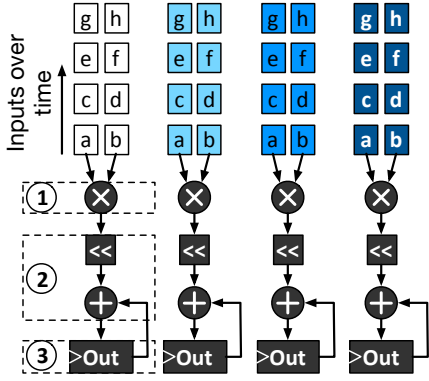 g h g h g h g h
e f e f e f e f
c d c d c d c d
a b a b a b a b
Inputs over
time
1 × × × ×
<< << << <<
2 + + + +
3 >Out >Out >Out >Out